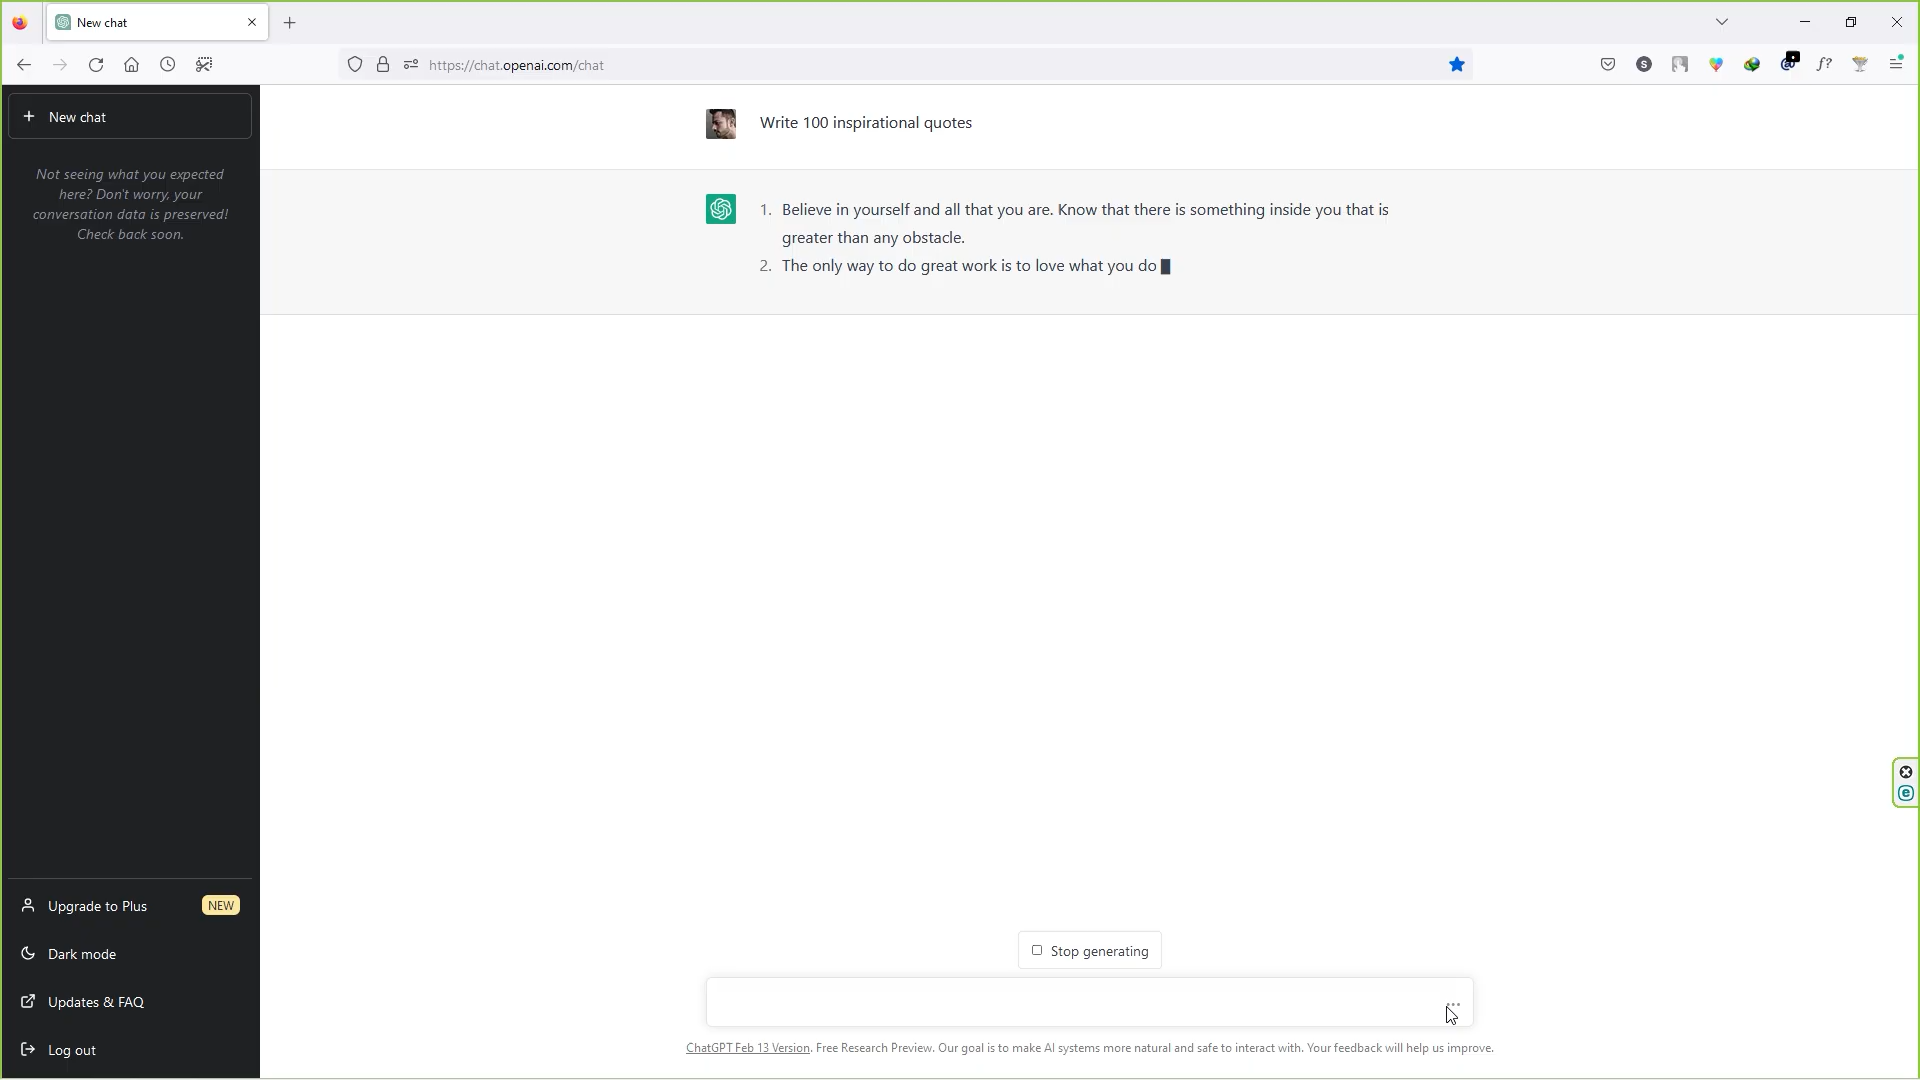 New chat
https://chat.openai.com/chat
S
f?
New chat
Not seeing what you expected
here? Don't worry, your
conversation data is preserved!
Check back soon.
Write 100 inspirational quotes
1. Believe in yourself and all that you are. Know that there is something inside you that is
greater than any obstacle.
2. The only way to do great work is to love what you do
Upgrade to Plus NEW
Dark mode
Updates & FAQ
Log out
Stop generating
ChatGPT Feb 13 Version. Free Research Preview. Our goal is to make AI systems more natural and safe to interact with. Your feedback will help us improve.